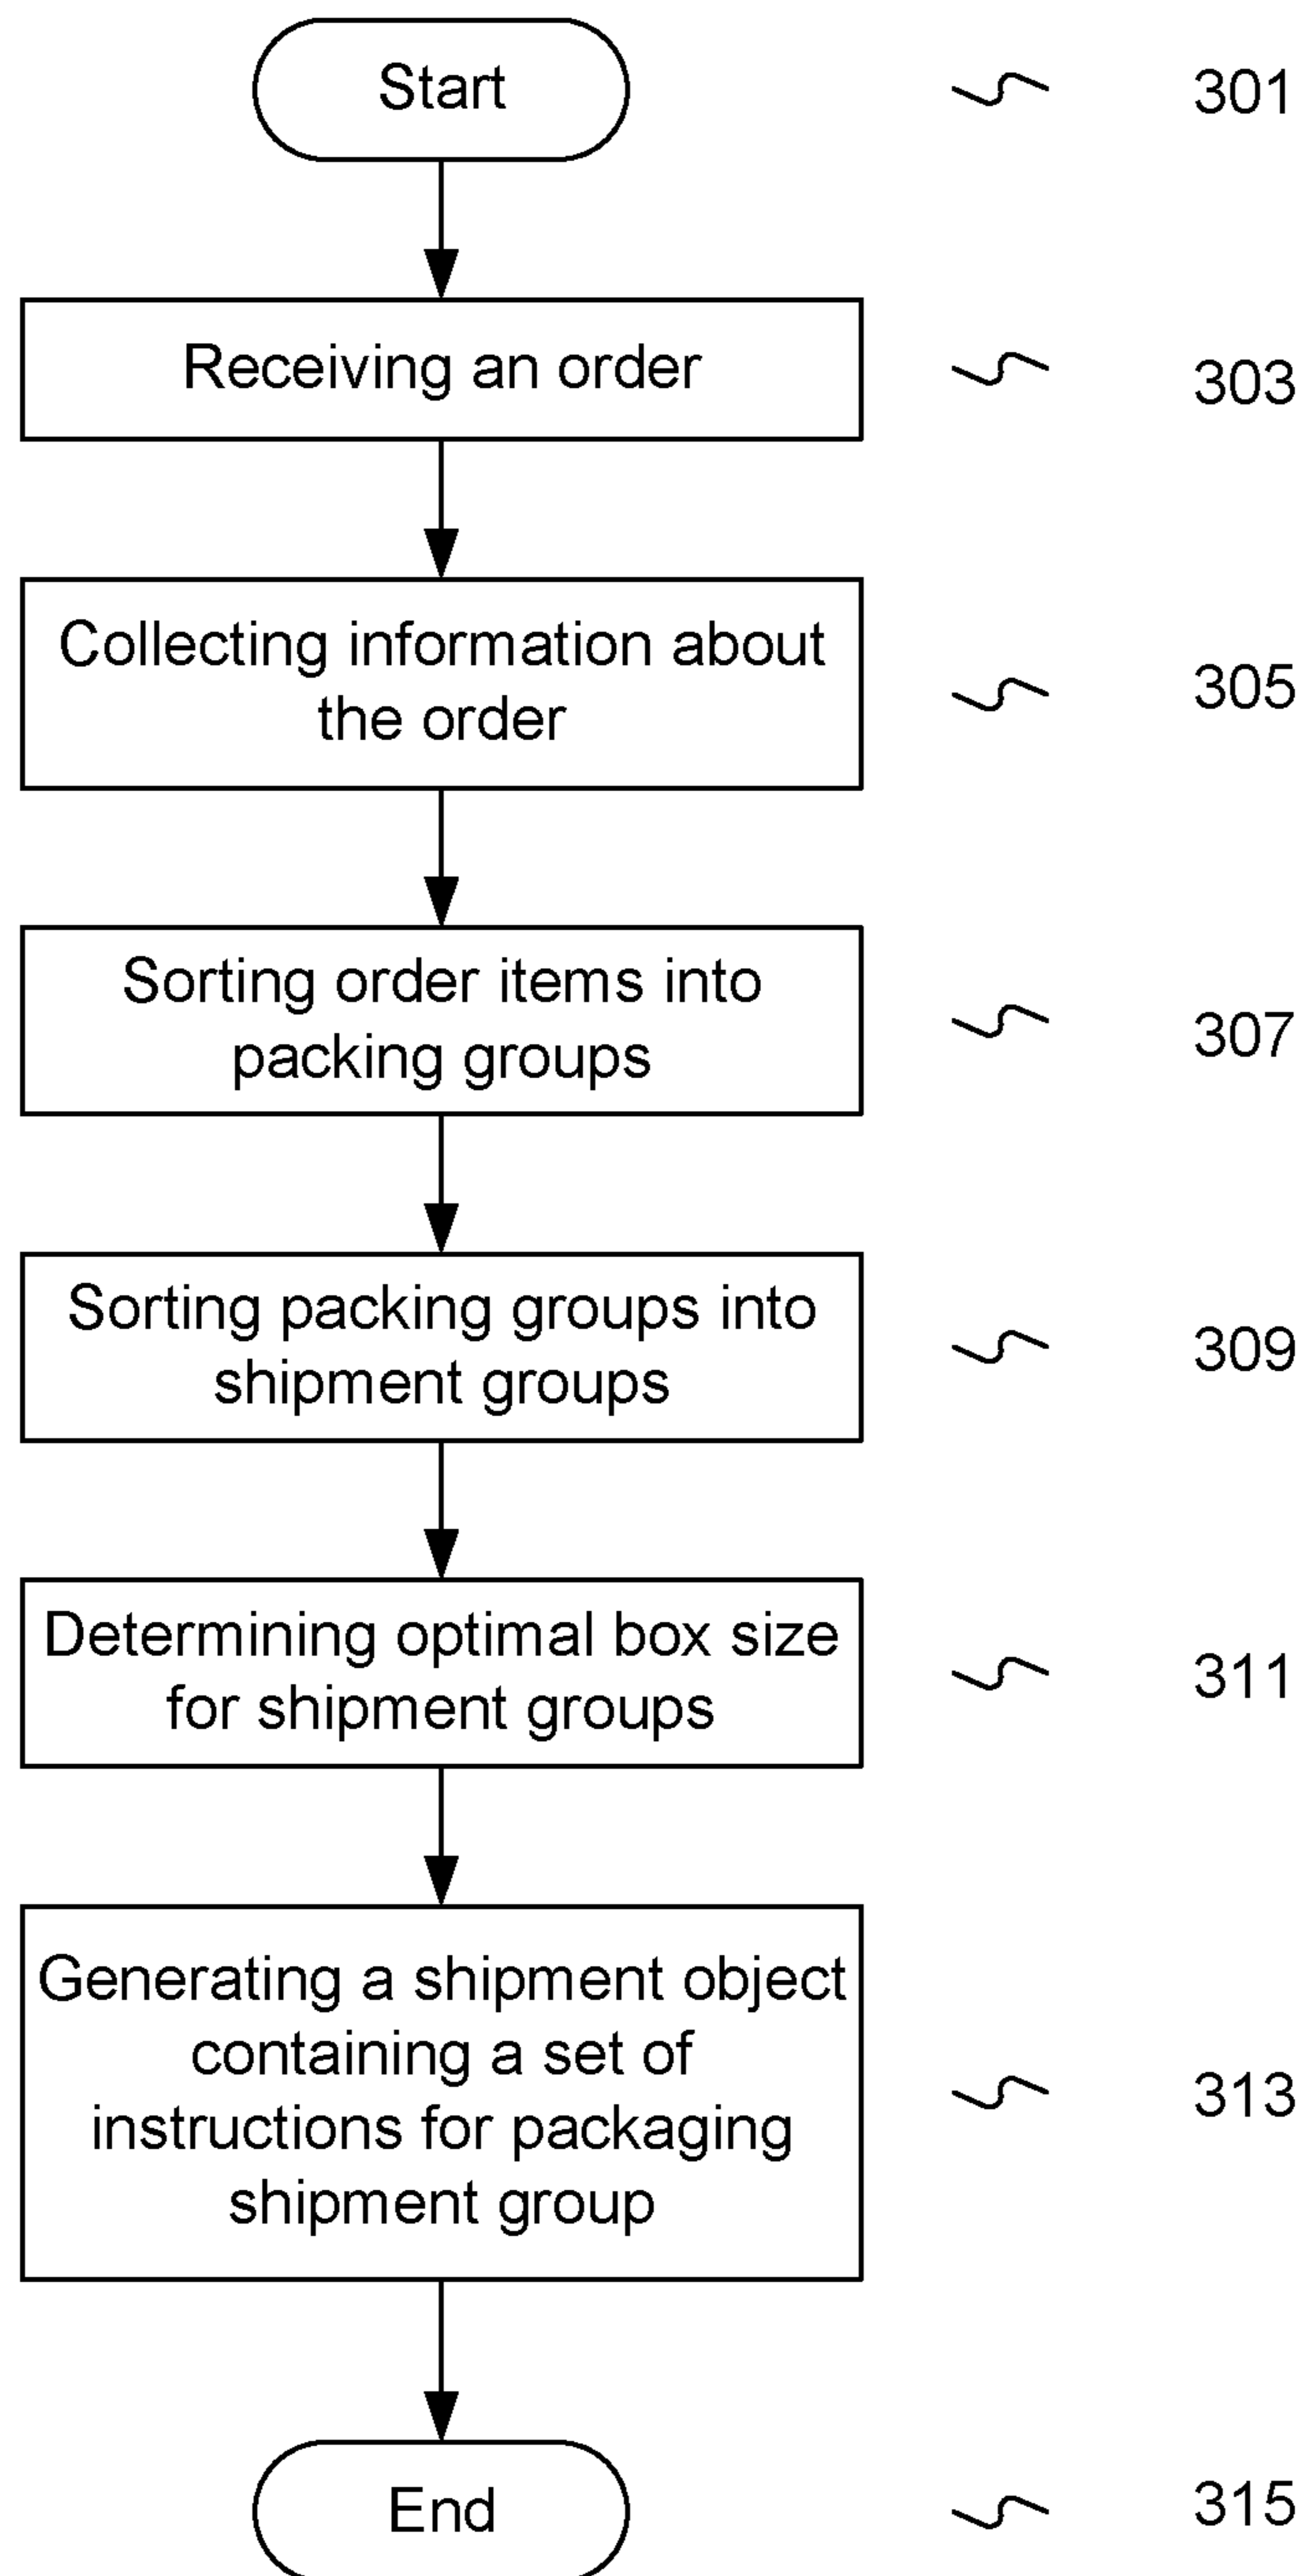 Start
301
Receiving an order
303
Collecting information about
the order
305
Sorting order items into
packing groups
307
Sorting packing groups into
shipment groups
309
Determining optimal box size
for shipment groups
311
Generating a shipment object
containing a set of
instructions for packaging
shipment group
313
End
315